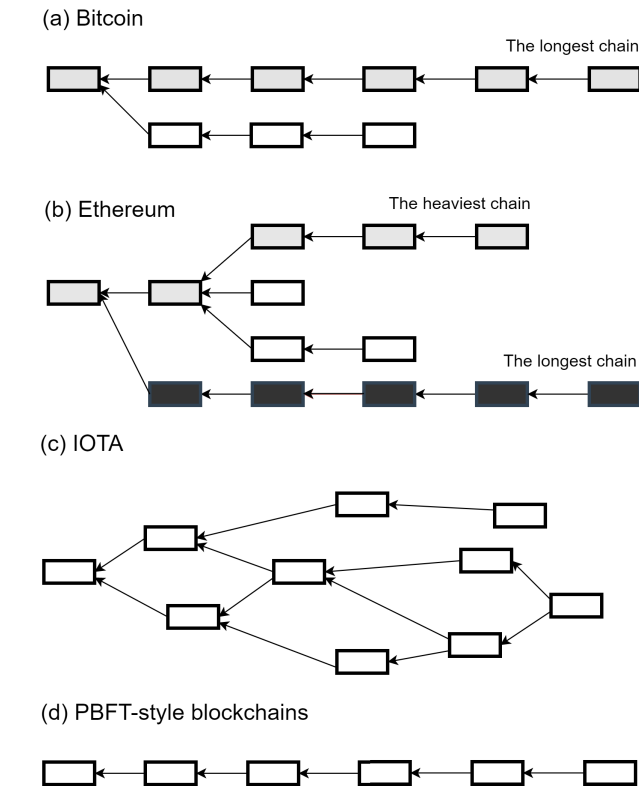 (a) Bitcoin
The longest chain
(b) Ethereum
The heaviest chain
The longest chain
(c) IOTA
(d) PBFT-style blockchains